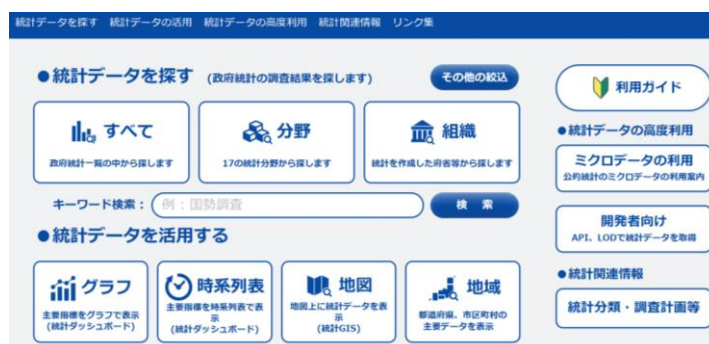 統計データを探す 統計データの活用 統計データの高度利用 統計関連情報 リンク集
●統計データを探す (政府統計の調査結果を探します) その他の絞込
すべて
政府統計一覧の中から探します
分野
17の統計分野から探します
組織
統計を作成した府省等から探します
キーワード検索： 例：国勢調査 検 索
●統計データを活用する
グラフ
主要指標をグラフで表示
(統計ダッシュボード)
時系列表
主要指標を時系列表で表
示
(統計ダッシュボード)
地図
地図上に統計データを表
示
(統計GIS)
地域
都道府県、市区町村の
主要データを表示
利用ガイド
●統計データの高度利用
ミクロデータの利用
公的統計のミクロデータの利用案内
開発者向け
API、LODで統計データを取得
●統計関連情報
統計分類・調査計画等